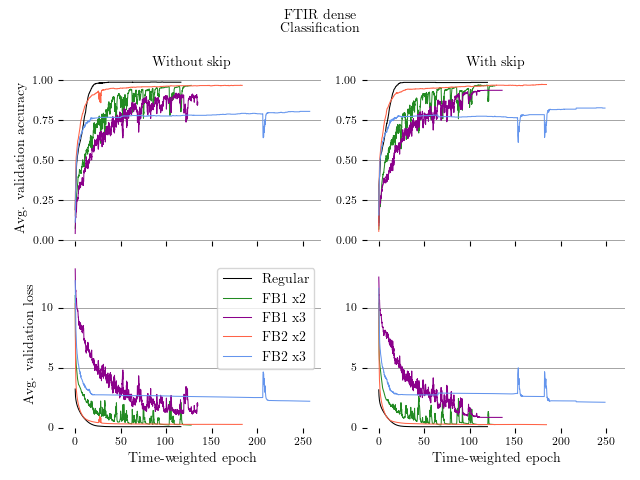 FTIR dense
Classification
Without skip
With skip
Avg. validation accuracy
1.00
0.75
0.50
0.25
0.00
1.00
0.75
0.50
0.25
0.00
Avg. validation loss
10
5
0
10
5
0
Regular
FB1 x2
FB1 x3
FB2 x2
FB2 x3
0 50 100 150 200 250
0 50 100 150 200 250
Time-weighted epoch
Time-weighted epoch